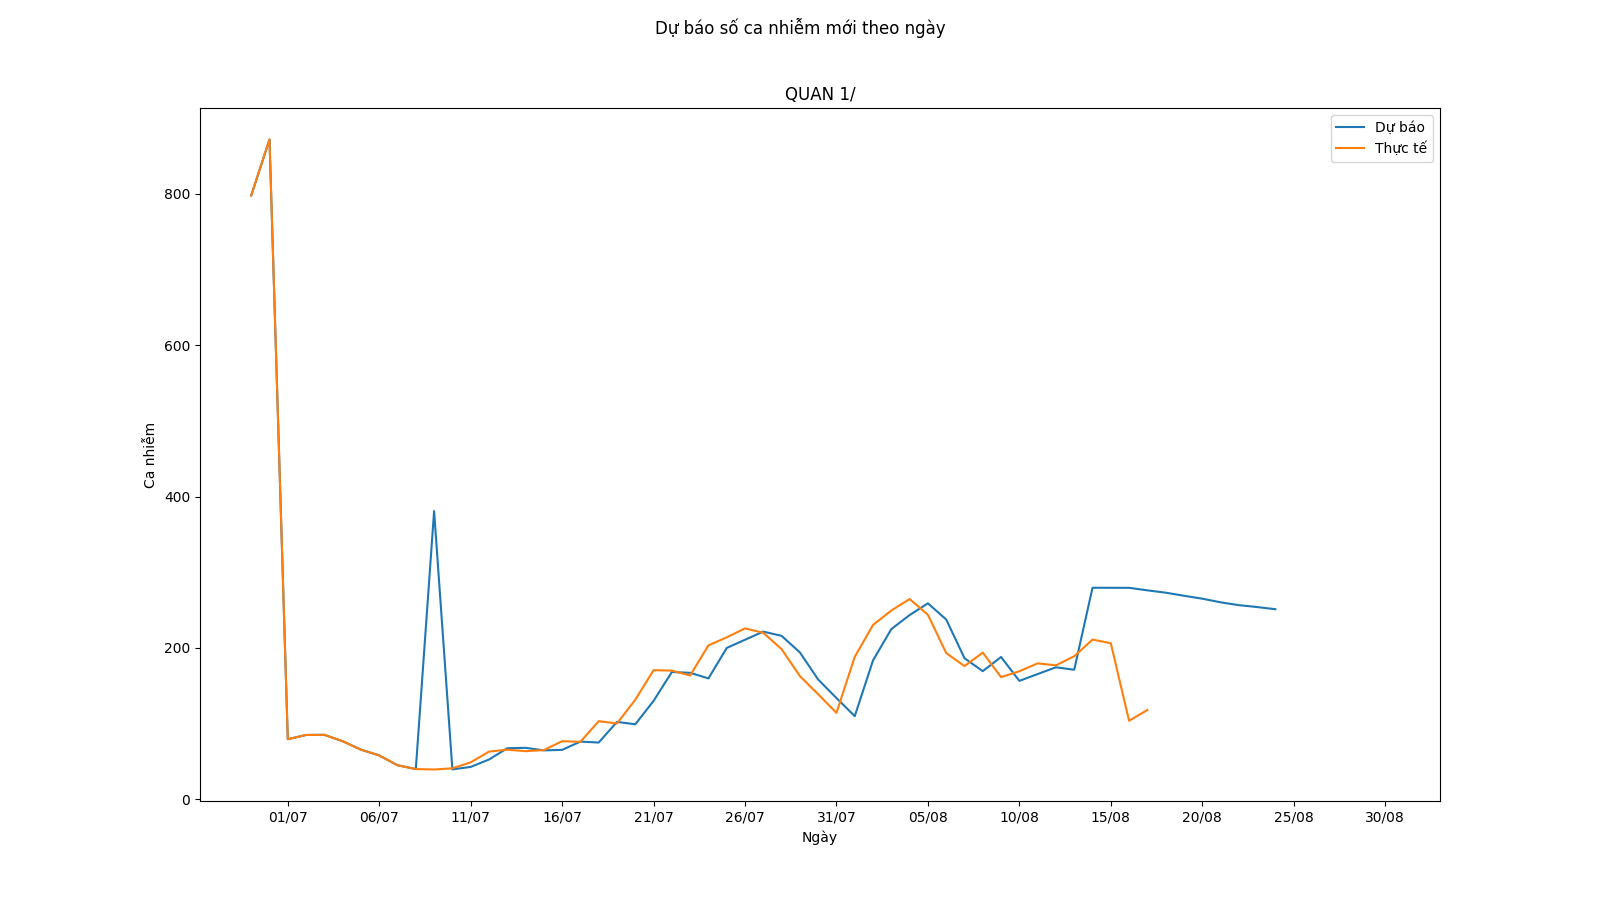 Dự báo số ca nhiễm mới theo ngày
QUAN 1/
Dự báo
Thực tế
800
600
400
200
0
Ca nhiễm
01/07 06/07 11/07 16/07 21/07 26/07 31/07 05/08 10/08 15/08 20/08 25/08 30/08
Ngày